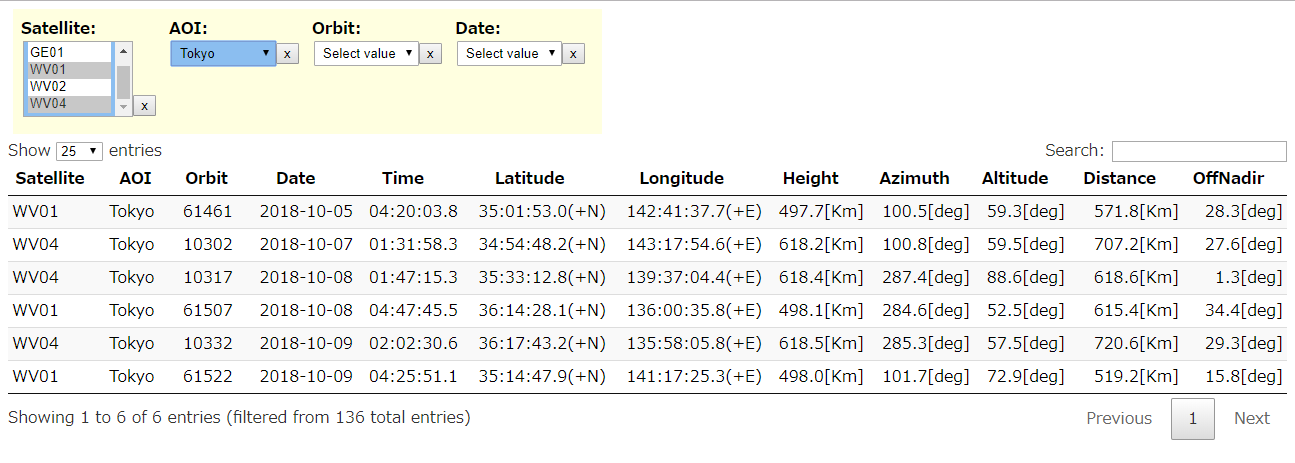 Satellite: AOI: Orbit: Date:
GE01
WV01
WV02
WV04
x
Tokyo x Select value x Select value x
Show 25 entries Search:
Satellite AOI Orbit Date Time Latitude Longitude Height Azimuth Altitude Distance OffNadir
WV01 Tokyo 61461 2018-10-05 04:20:03.8 35:01:53.0(+N) 142:41:37.7(+E) 497.7[Km] 100.5[deg] 59.3[deg] 571.8[Km] 28.3[deg]
WV04 Tokyo 10302 2018-10-07 01:31:58.3 34:54:48.2(+N) 143:17:54.6(+E) 618.2[Km] 100.8[deg] 59.5[deg] 707.2[Km] 27.6[deg]
WV04 Tokyo 10317 2018-10-08 01:47:15.3 35:33:12.8(+N) 139:37:04.4(+E) 618.4[Km] 287.4[deg] 88.6[deg] 618.6[Km] 1.3[deg]
WV01 Tokyo 61507 2018-10-08 04:47:45.5 36:14:28.1(+N) 136:00:35.8(+E) 498.1[Km] 284.6[deg] 52.5[deg] 615.4[Km] 34.4[deg]
WV04 Tokyo 10332 2018-10-09 02:02:30.6 36:17:43.2(+N) 135:58:05.8(+E) 618.5[Km] 285.3[deg] 57.5[deg] 720.6[Km] 29.3[deg]
WV01 Tokyo 61522 2018-10-09 04:25:51.1 35:14:47.9(+N) 141:17:25.3(+E) 498.0[Km] 101.7[deg] 72.9[deg] 519.2[Km] 15.8[deg]
Showing 1 to 6 of 6 entries (filtered from 136 total entries) Previous 1 Next